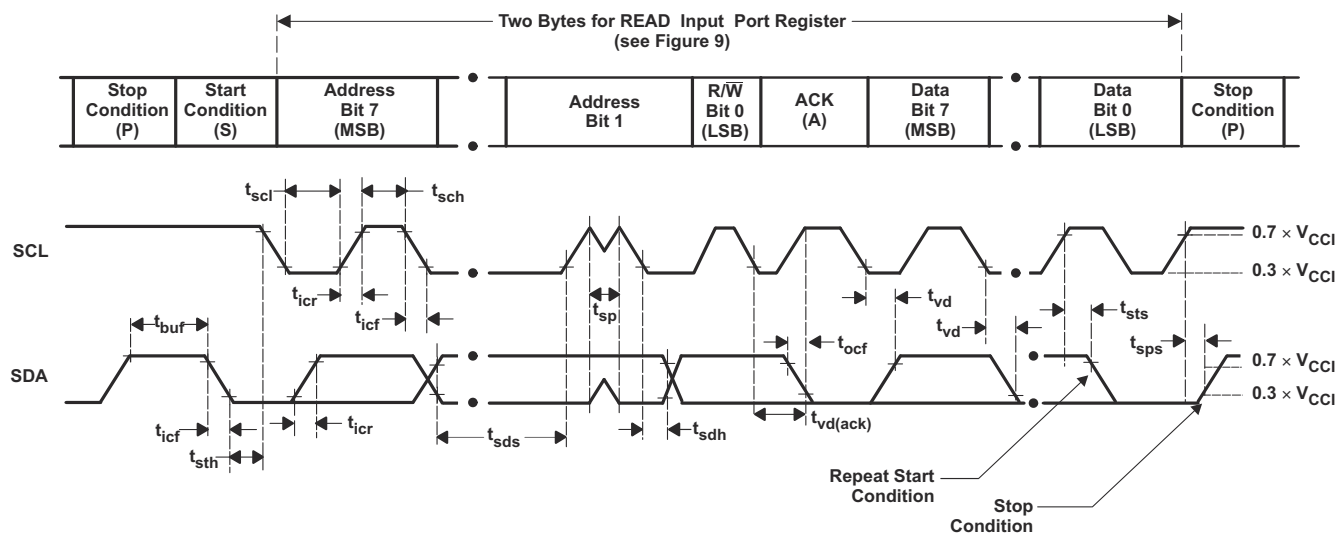 Two Bytes for READ Input Port Register
(see Figure 9)
Stop
Condition
(P)
Start
Condition
(S)
Address
Bit 7
(MSB)
Address
Bit 1
R/W̅
Bit 0
(LSB)
ACK
(A)
Data
Bit 7
(MSB)
Data
Bit 0
(LSB)
Stop
Condition
(P)
tscl
tsch
SCL
0.7 × VCCI
0.3 × VCCI
ticr
ticf
tsp
tvd
tvd
tsts
tbuf
tocf
tsps
SDA
0.7 × VCCI
0.3 × VCCI
ticf
ticr
tsth
tsds
tsdh
tvd(ack)
Repeat Start
Condition
Stop
Condition